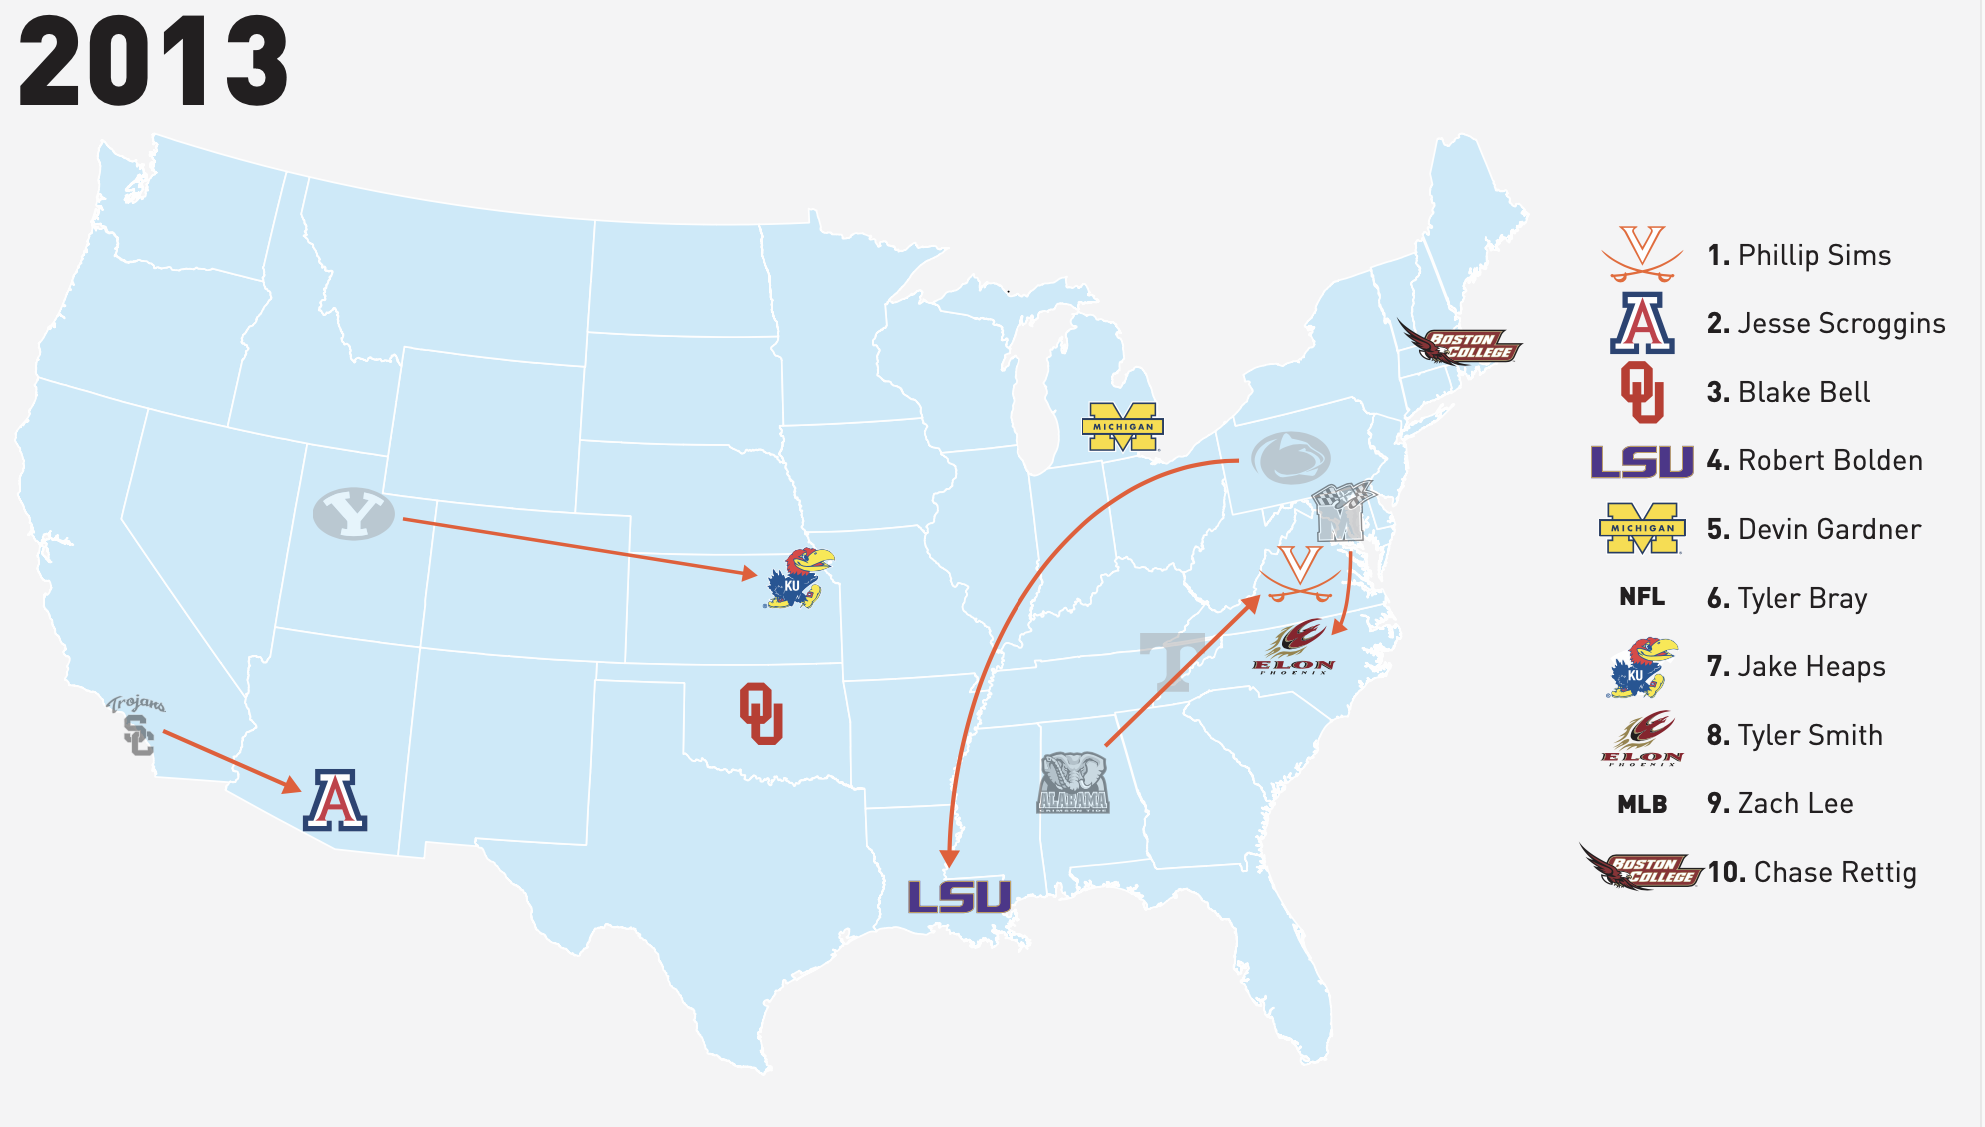 2013
V
1. Phillip Sims
A
2. Jesse Scroggins
OU
3. Blake Bell
LSU
4. Robert Bolden
M
MICHIGAN
5. Devin Gardner
NFL
6. Tyler Bray
KU
7. Jake Heaps
ELON
PHOENIX
8. Tyler Smith
MLB
9. Zach Lee
BOSTON
COLLEGE
10. Chase Rettig
BOSTON
COLLEGE
M
MICHIGAN
Y
M
KU
V
T
ELON
PHOENIX
Trojans
SC
OU
A
ALABAMA
CRIMSON TIDE
LSU